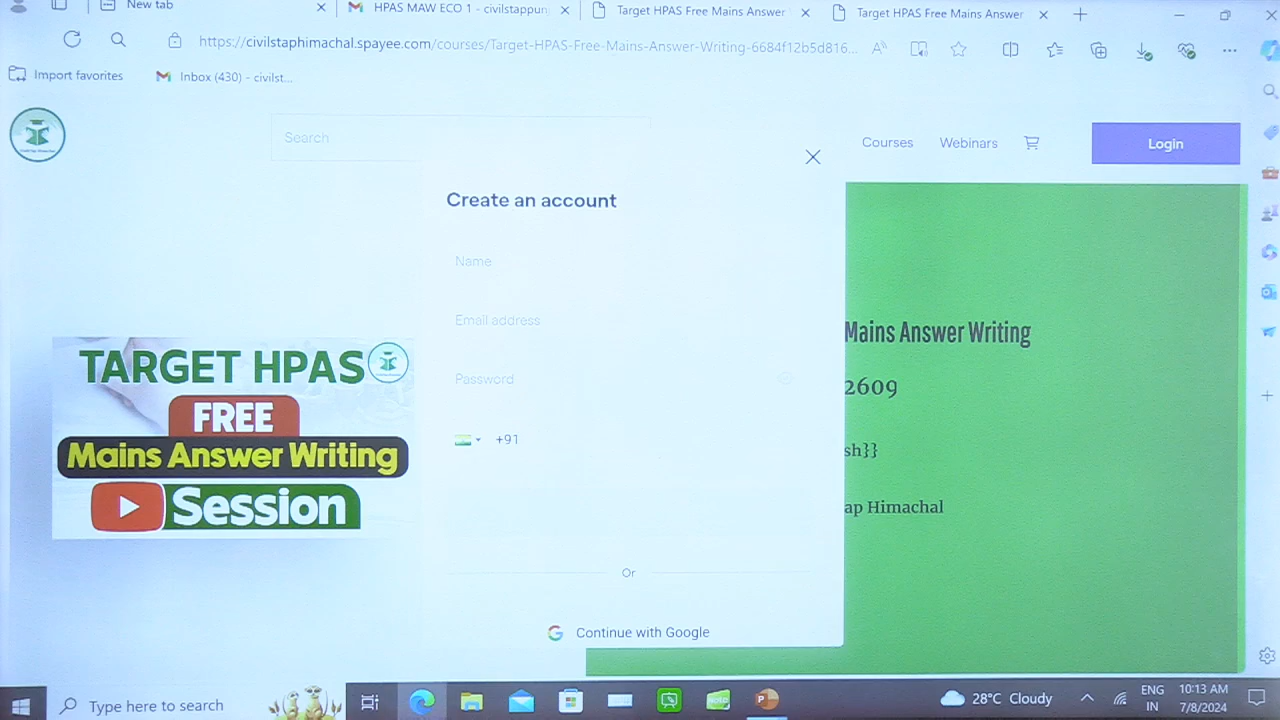 New tab
HPAS MAW ECO 1 - civilstappun
Target HPAS Free Mains Answer
Target HPAS Free Mains Answer
https://civilstaphimachal.spayee.com/courses/Target-HPAS-Free-Mains-Answer-Writing-6684f12b5d816...
Import favorites
Inbox (430) - civilst...
Search
Courses
Webinars
Login
Create an account
Name
Email address
Password
+91
Or
Continue with Google
TARGET HPAS
FREE
Mains Answer Writing
Session
Mains Answer Writing
2609
sh}}
ap Himachal
Type here to search
28°C Cloudy
ENG
IN
10:13 AM
7/8/2024